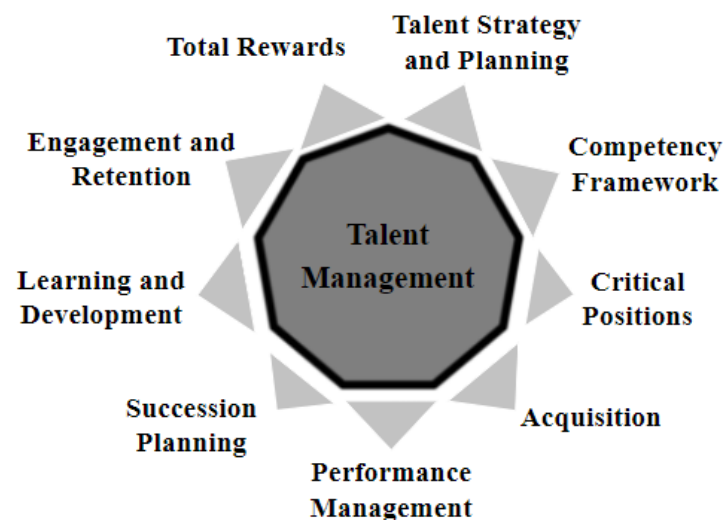 Total Rewards
Talent Strategy
and Planning
Engagement and
Retention
Competency
Framework
Talent
Management
Learning and
Development
Critical
Positions
Succession
Planning
Acquisition
Performance
Management